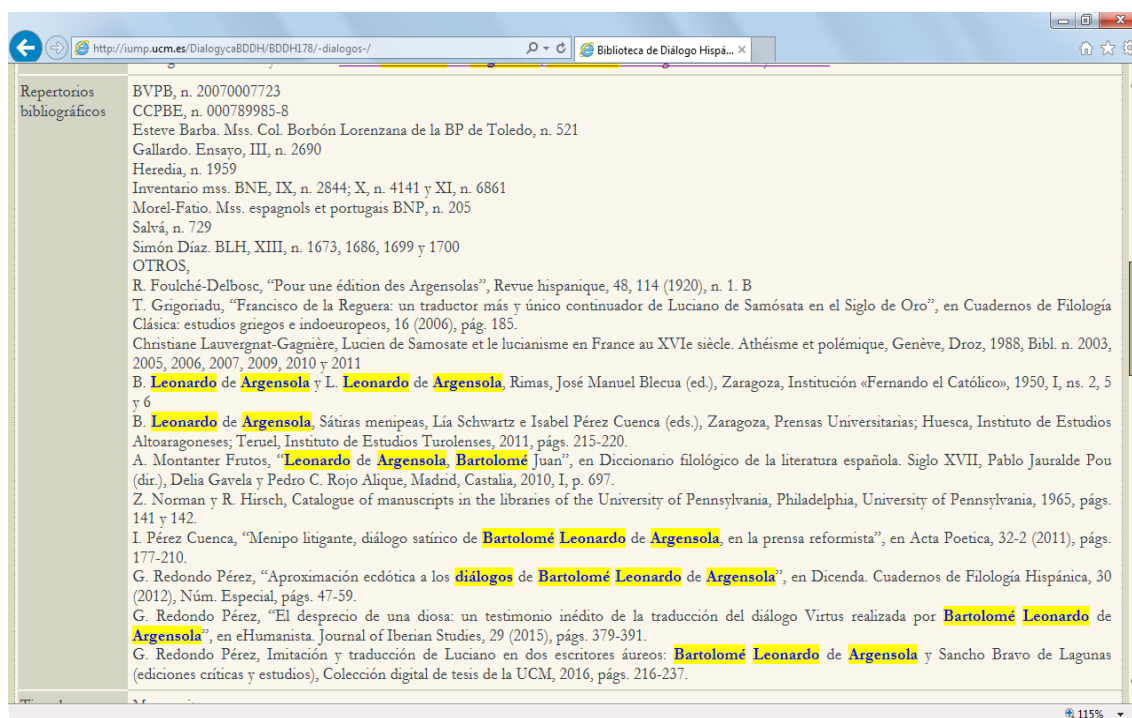 http://iump.ucm.es/DialogycaBDDH/BDDH178/-dialogos-/
Biblioteca de Diálogo Hispá...
Repertorios bibliográficos
BVPB, n. 20070007723
CCPBE, n. 000789985-8
Esteve Barba. Mss. Col. Borbón Lorenzana de la BP de Toledo, n. 521
Gallardo. Ensayo, III, n. 2690
Heredia, n. 1959
Inventario mss. BNE, IX, n. 2844; X, n. 4141 y XI, n. 6861
Morel-Fatio. Mss. espagnols et portugais BNP, n. 205
Salvá, n. 729
Simón Díaz. BLH, XIII, n. 1673, 1686, 1699 y 1700
OTROS,
R. Foulché-Delbosc, “Pour une édition des Argensolas”, Revue hispanique, 48, 114 (1920), n. 1. B
T. Grigoriadu, “Francisco de la Reguera: un traductor más y único continuador de Luciano de Samósata en el Siglo de Oro”, en Cuadernos de Filología
Clásica: estudios griegos e indoeuropeos, 16 (2006), pág. 185.
Christiane Lauvergnat-Gagnière, Lucien de Samosate et le lucianisme en France au XVIe siècle. Athéisme et polémique, Genève, Droz, 1988, Bibl. n. 2003,
2005, 2006, 2007, 2009, 2010 y 2011
B. Leonardo de Argensola y L. Leonardo de Argensola, Rimas, José Manuel Blecua (ed.), Zaragoza, Institución «Fernando el Católico», 1950, I, ns. 2, 5
y 6
B. Leonardo de Argensola, Sátiras menipeas, Lía Schwartz e Isabel Pérez Cuenca (eds.), Zaragoza, Prensas Universitarias; Huesca, Instituto de Estudios
Altoaragoneses; Teruel, Instituto de Estudios Turolenses, 2011, págs. 215-220.
A. Montanter Frutos, “Leonardo de Argensola, Bartolomé Juan”, en Diccionario filológico de la literatura española. Siglo XVII, Pablo Jauralde Pou
(dir.), Delia Gavela y Pedro C. Rojo Alique, Madrid, Castalia, 2010, I, p. 697.
Z. Norman y R. Hirsch, Catalogue of manuscripts in the libraries of the University of Pennsylvania, Philadelphia, University of Pennsylvania, 1965, págs.
141 y 142.
I. Pérez Cuenca, “Menipo litigante, diálogo satírico de Bartolomé Leonardo de Argensola, en la prensa reformista”, en Acta Poetica, 32-2 (2011), págs.
177-210.
G. Redondo Pérez, “Aproximación ecdótica a los diálogos de Bartolomé Leonardo de Argensola”, en Dicenda. Cuadernos de Filología Hispánica, 30
(2012), Núm. Especial, págs. 47-59.
G. Redondo Pérez, “El desprecio de una diosa: un testimonio inédito de la traducción del diálogo Virtus realizada por Bartolomé Leonardo de
Argensola”, en eHumanista. Journal of Iberian Studies, 29 (2015), págs. 379-391.
G. Redondo Pérez, Imitación y traducción de Luciano en dos escritores áureos: Bartolomé Leonardo de Argensola y Sancho Bravo de Lagunas
(ediciones críticas y estudios), Colección digital de tesis de la UCM, 2016, págs. 216-237.
115%